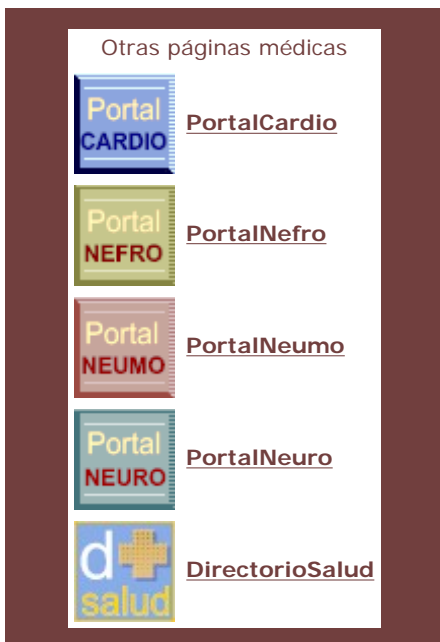 Otras páginas médicas
Portal
CARDIO
PortalCardio
Portal
NEFRO
PortalNefro
Portal
NEUMO
PortalNeumo
Portal
NEURO
PortalNeuro
d+
salud
DirectorioSalud